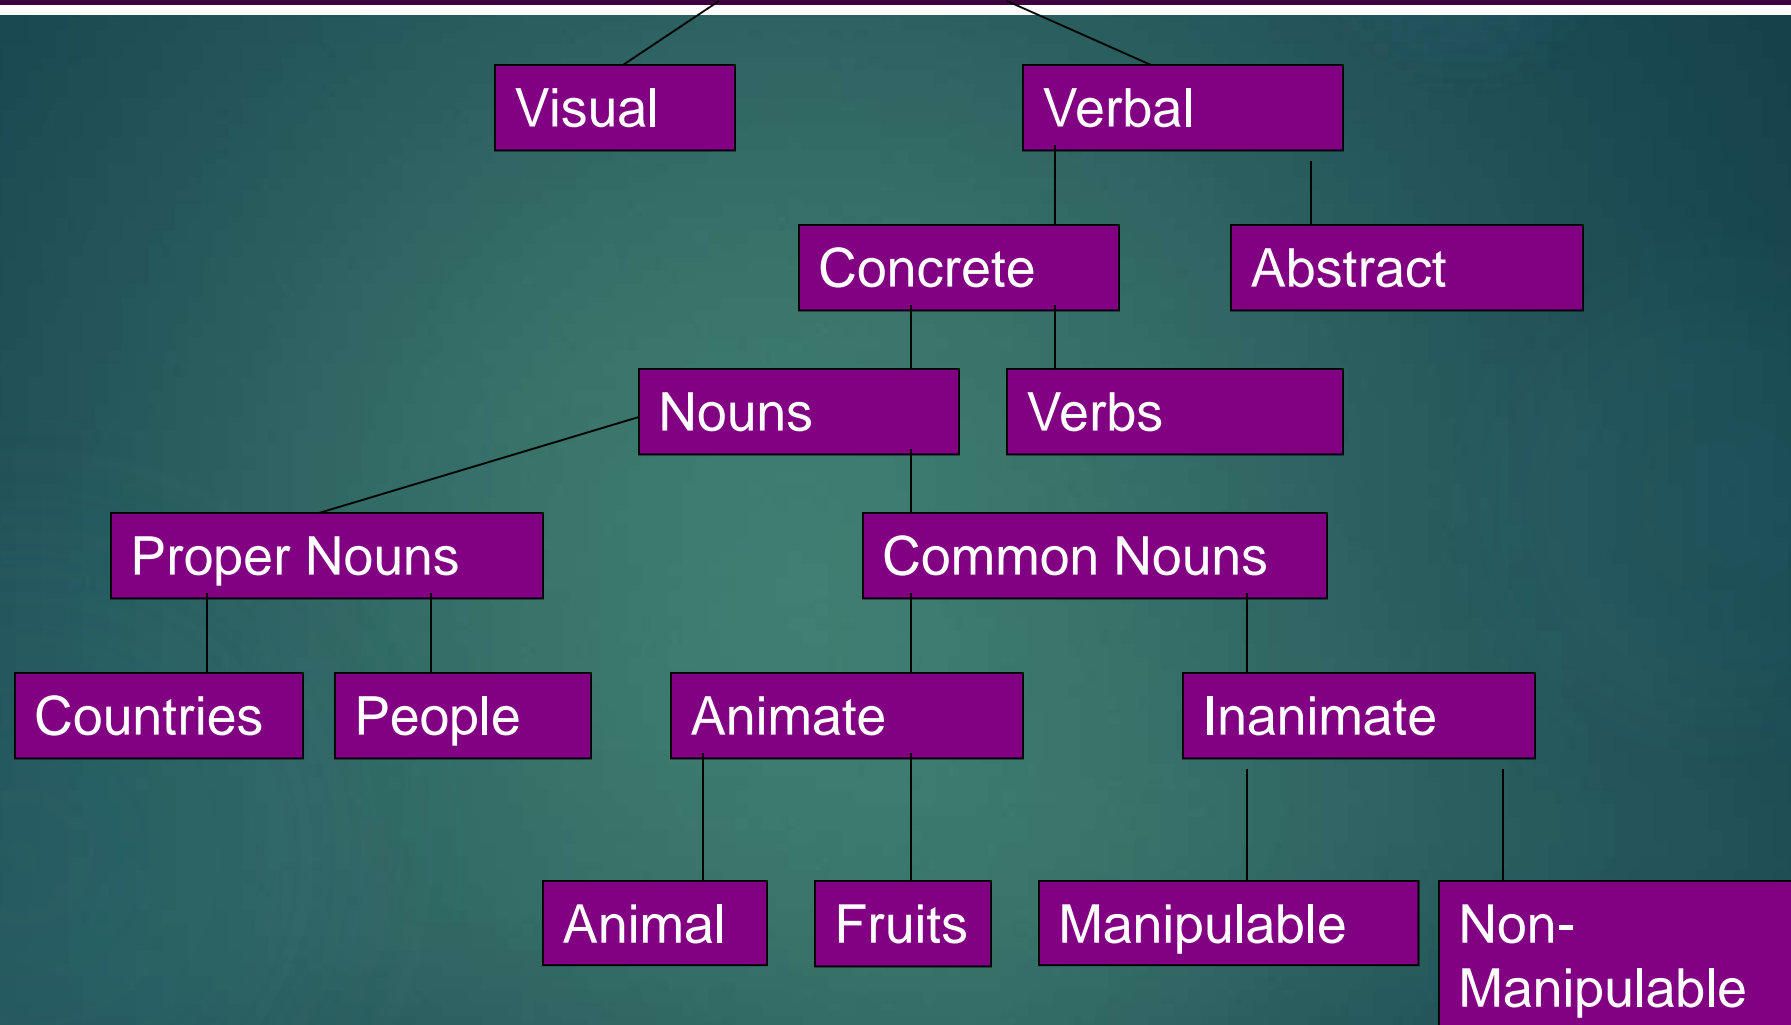 Visual
Verbal
Concrete
Abstract
Nouns
Verbs
Proper Nouns
Common Nouns
Countries
People
Animate
Inanimate
Animal
Fruits
Manipulable
Non-
Manipulable